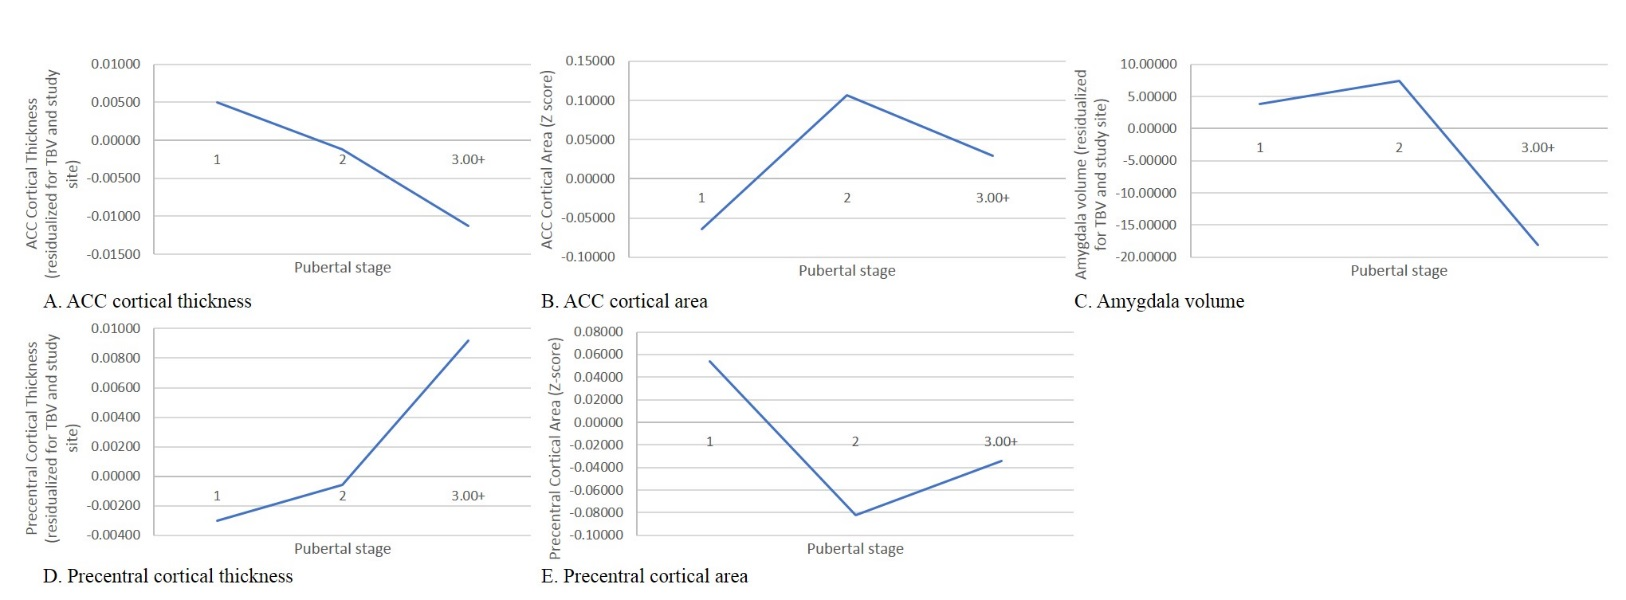 ACC Cortical Thickness
(residualized for TBV and study
site)
0.01000
0.00500
0.00000
-0.00500
-0.01000
-0.01500
1
2
3.00+
Pubertal stage
A. ACC cortical thickness
ACC Cortical Area (Z score)
0.15000
0.10000
0.05000
0.00000
-0.05000
-0.10000
1
2
3.00+
Pubertal stage
B. ACC cortical area
Amygdala volume (residualized
for TBV and study site)
10.00000
5.00000
0.00000
-5.00000
-10.00000
-15.00000
-20.00000
1
2
3.00+
Pubertal stage
C. Amygdala volume
Precentral Cortical Thickness
(residualized for TBV and study
site)
0.01000
0.00800
0.00600
0.00400
0.00200
0.00000
-0.00200
-0.00400
1
2
3.00+
Pubertal stage
D. Precentral cortical thickness
Precentral Cortical Area (Z-score)
0.08000
0.06000
0.04000
0.02000
0.00000
-0.02000
-0.04000
-0.06000
-0.08000
-0.10000
1
2
3.00+
Pubertal stage
E. Precentral cortical area